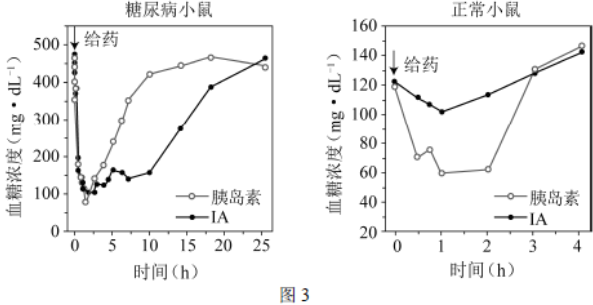 糖尿病小鼠
给药
血糖浓度(mg·dL⁻¹)
500
400
300
200
100
0
胰岛素
IA
0 5 10 15 20 25
时间(h)
正常小鼠
给药
血糖浓度(mg·dL⁻¹)
160
140
120
100
80
60
40
20
胰岛素
IA
0 1 2 3 4
时间(h)
图3